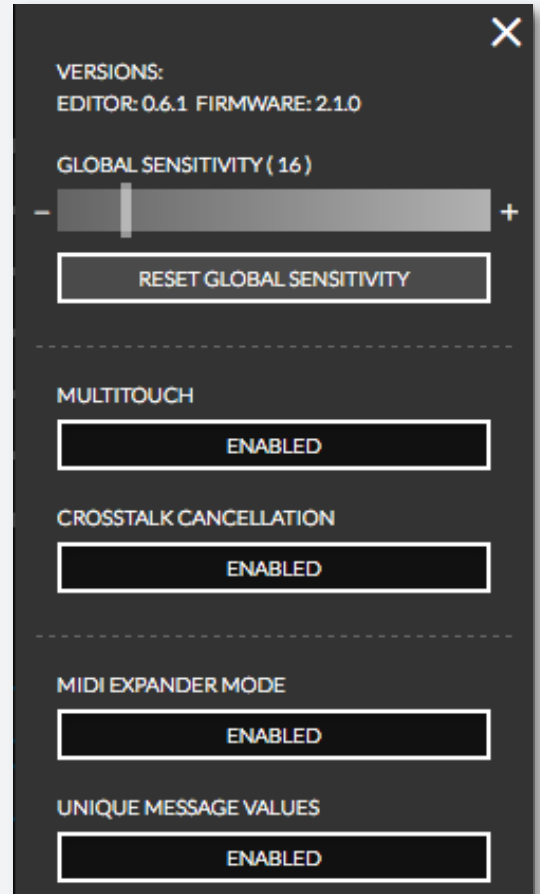 VERSIONS:
EDITOR: 0.6.1 FIRMWARE: 2.1.0
GLOBAL SENSITIVITY ( 16 )
– +
RESET GLOBAL SENSITIVITY
MULTITOUCH
ENABLED
CROSSTALK CANCELLATION
ENABLED
MIDI EXPANDER MODE
ENABLED
UNIQUE MESSAGE VALUES
ENABLED